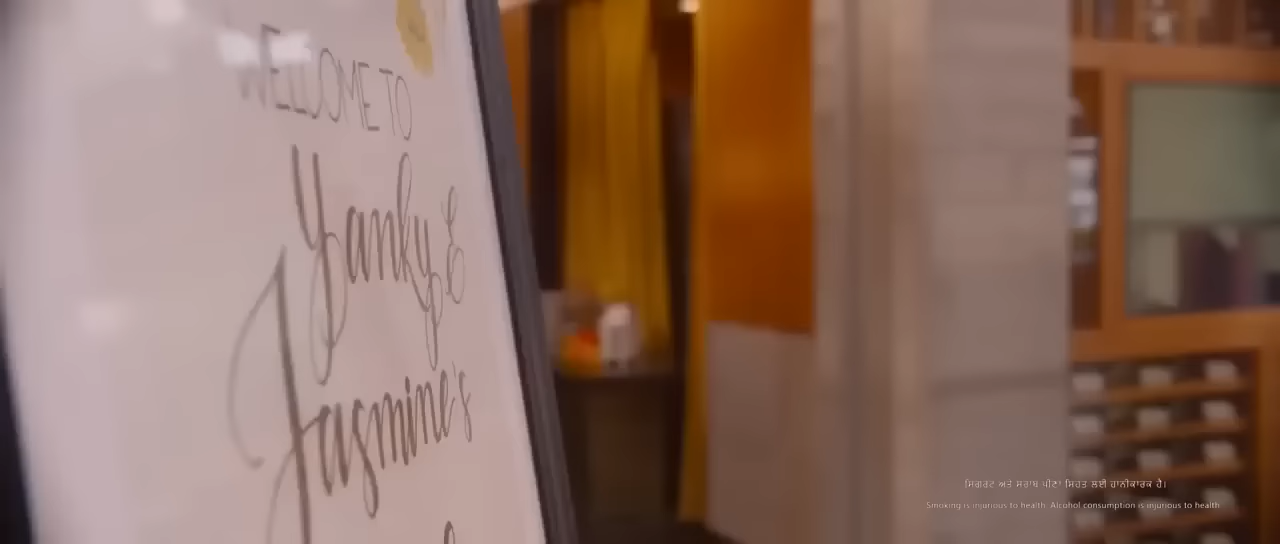 WELCOME TO
Yanky &
Jasmine's
ਸਿਗਰਟ ਅਤੇ ਸ਼ਰਾਬ ਪੀਣਾ ਸਿਹਤ ਲਈ ਹਾਨੀਕਾਰਕ ਹੈ।
Smoking is injurious to health. Alcohol consumption is injurious to health